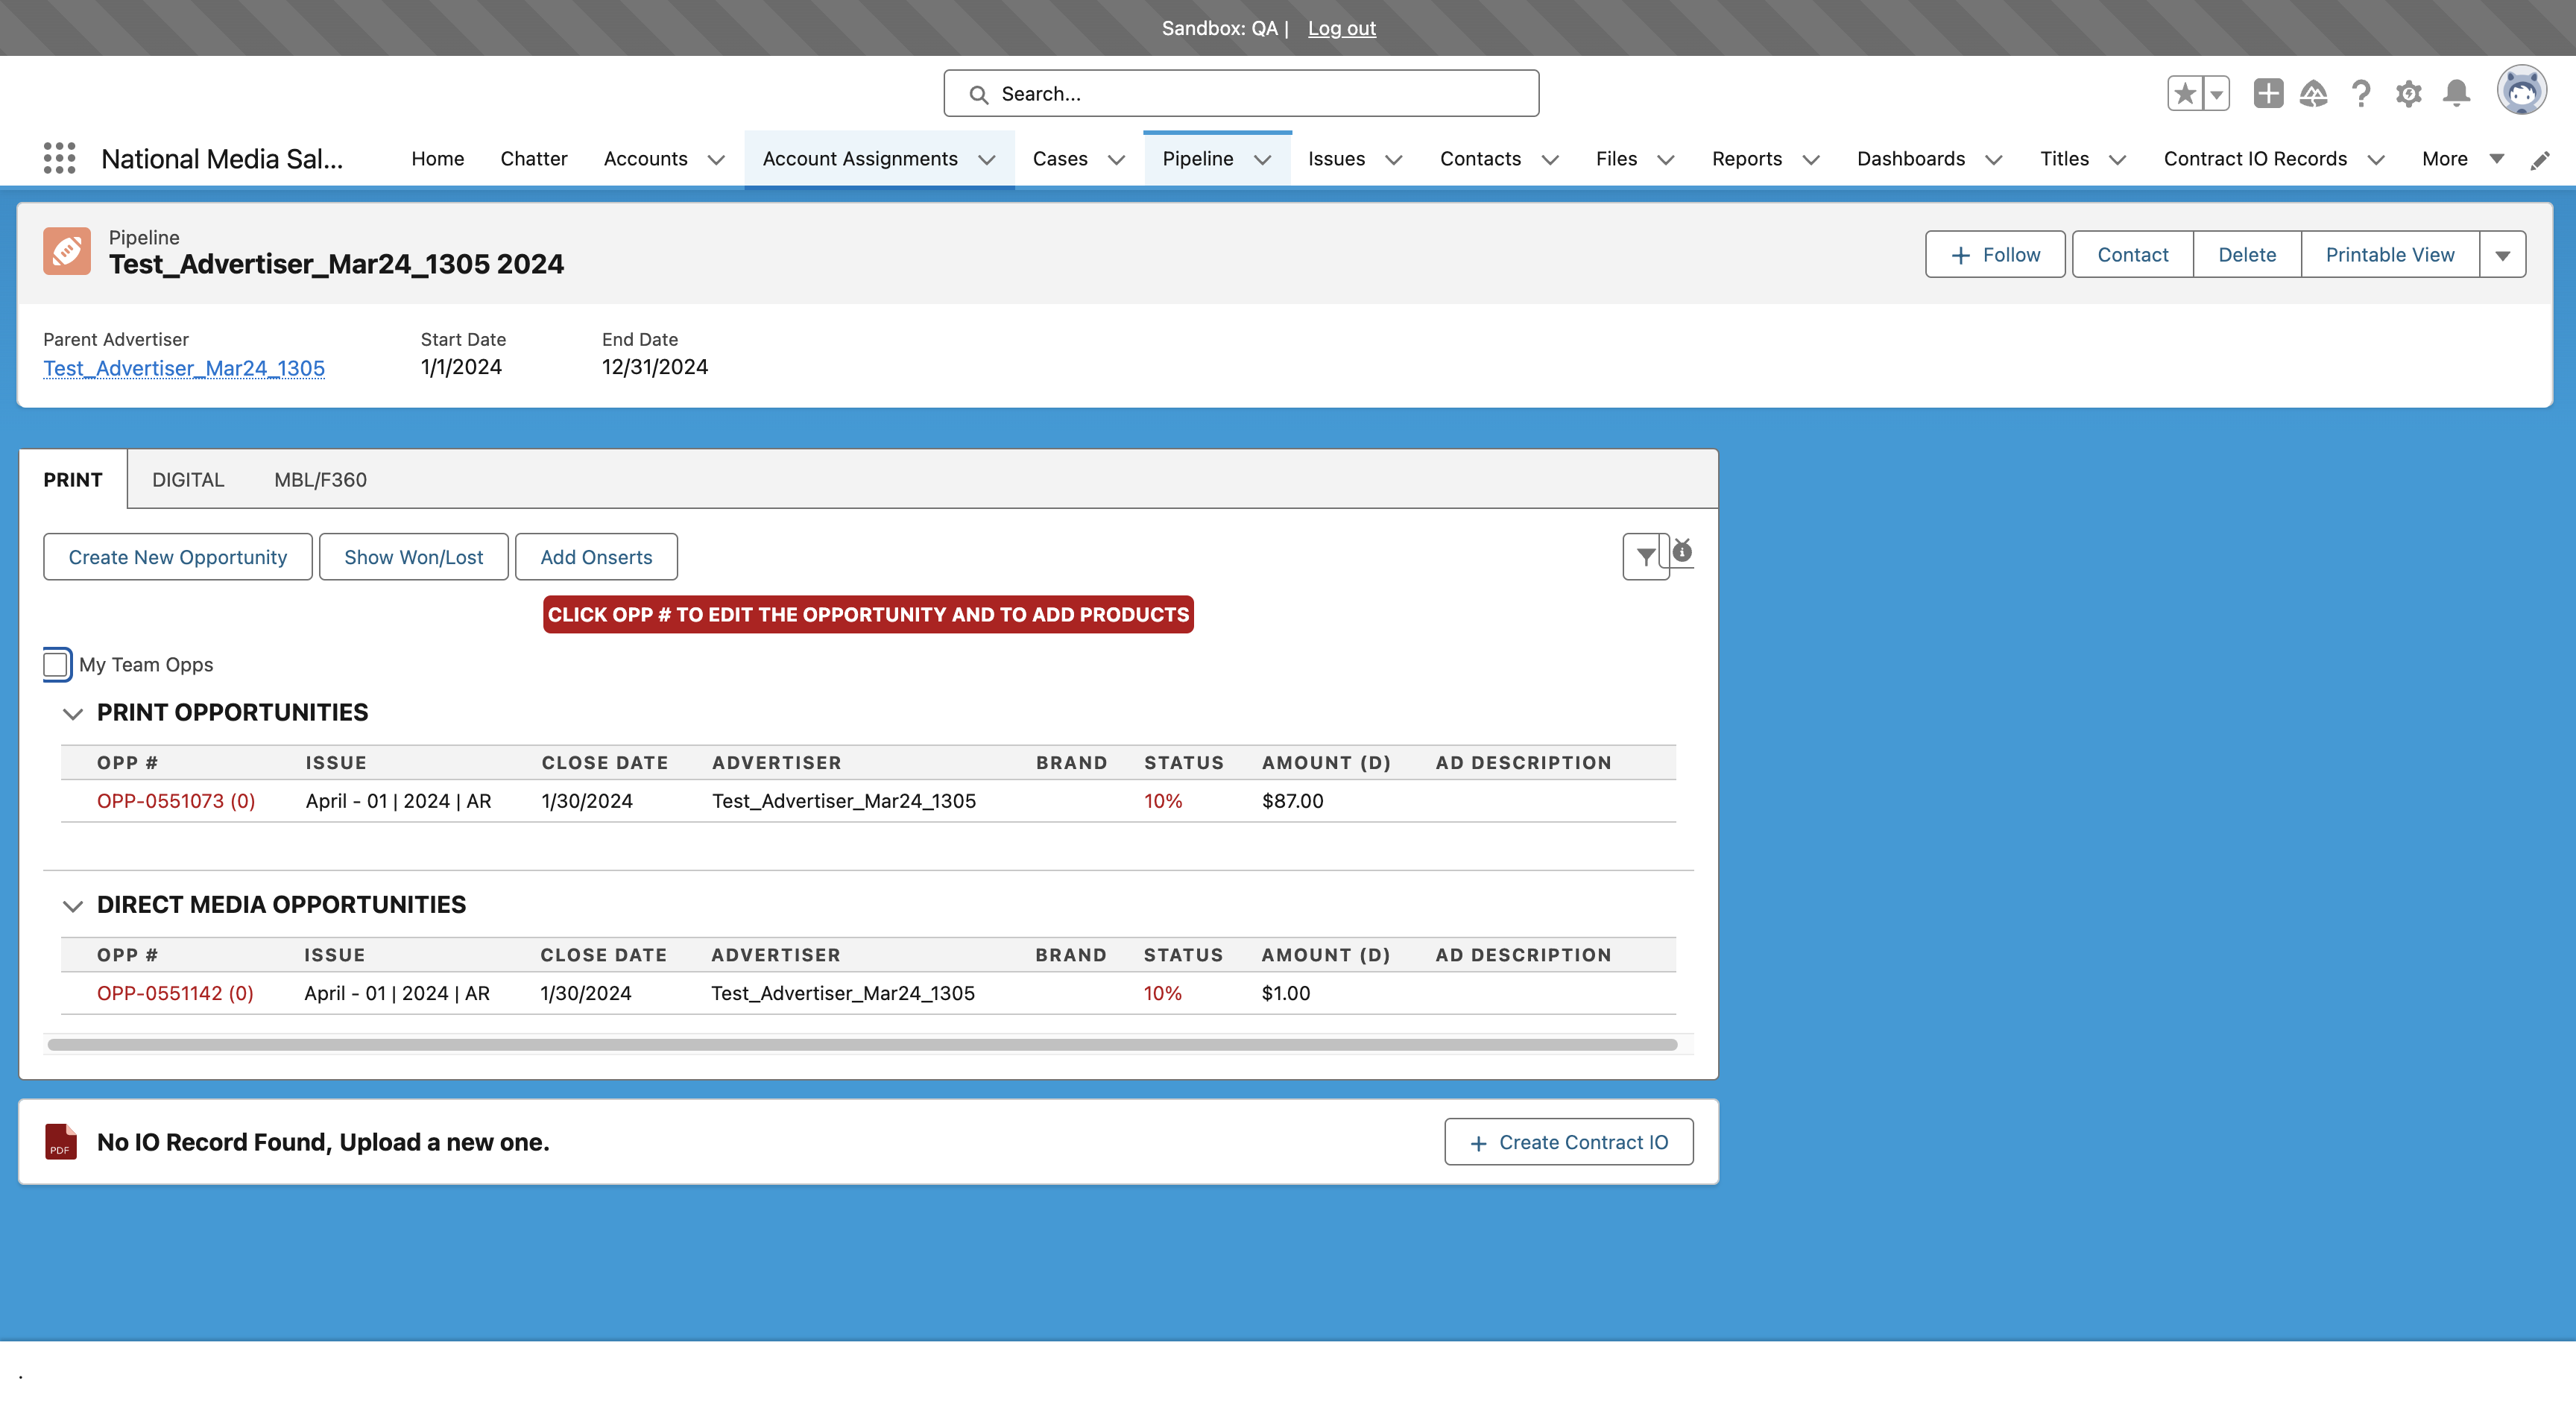 Sandbox: QA | Log out
Search...
National Media Sal... Home Chatter Accounts Account Assignments Cases Pipeline Issues Contacts Files Reports Dashboards Titles Contract IO Records More
Pipeline
Test_Advertiser_Mar24_1305 2024
Follow Contact Delete Printable View
Parent Advertiser Start Date End Date
Test_Advertiser_Mar24_1305 1/1/2024 12/31/2024
PRINT DIGITAL MBL/F360
Create New Opportunity Show Won/Lost Add Onserts
CLICK OPP # TO EDIT THE OPPORTUNITY AND TO ADD PRODUCTS
My Team Opps
PRINT OPPORTUNITIES
OPP # ISSUE CLOSE DATE ADVERTISER BRAND STATUS AMOUNT (D) AD DESCRIPTION
OPP-0551073 (0) April - 01 | 2024 | AR 1/30/2024 Test_Advertiser_Mar24_1305 10% $87.00
DIRECT MEDIA OPPORTUNITIES
OPP # ISSUE CLOSE DATE ADVERTISER BRAND STATUS AMOUNT (D) AD DESCRIPTION
OPP-0551142 (0) April - 01 | 2024 | AR 1/30/2024 Test_Advertiser_Mar24_1305 10% $1.00
PDF No IO Record Found, Upload a new one. Create Contract IO
.